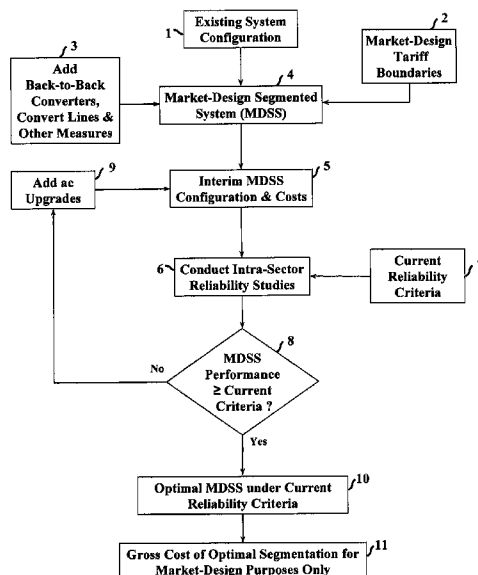 Existing System
Configuration
1
2
Market-Design
Tariff
Boundaries
3
Add
Back-to-Back
Converters,
Convert Lines &
Other Measures
4
Market-Design Segmented
System (MDSS)
9
Add ac
Upgrades
5
Interim MDSS
Configuration & Costs
6
Conduct Intra-Sector
Reliability Studies
Current
Reliability
Criteria
8
MDSS
Performance
≥ Current
Criteria ?
No
Yes
10
Optimal MDSS under Current
Reliability Criteria
11
Gross Cost of Optimal Segmentation for
Market-Design Purposes Only